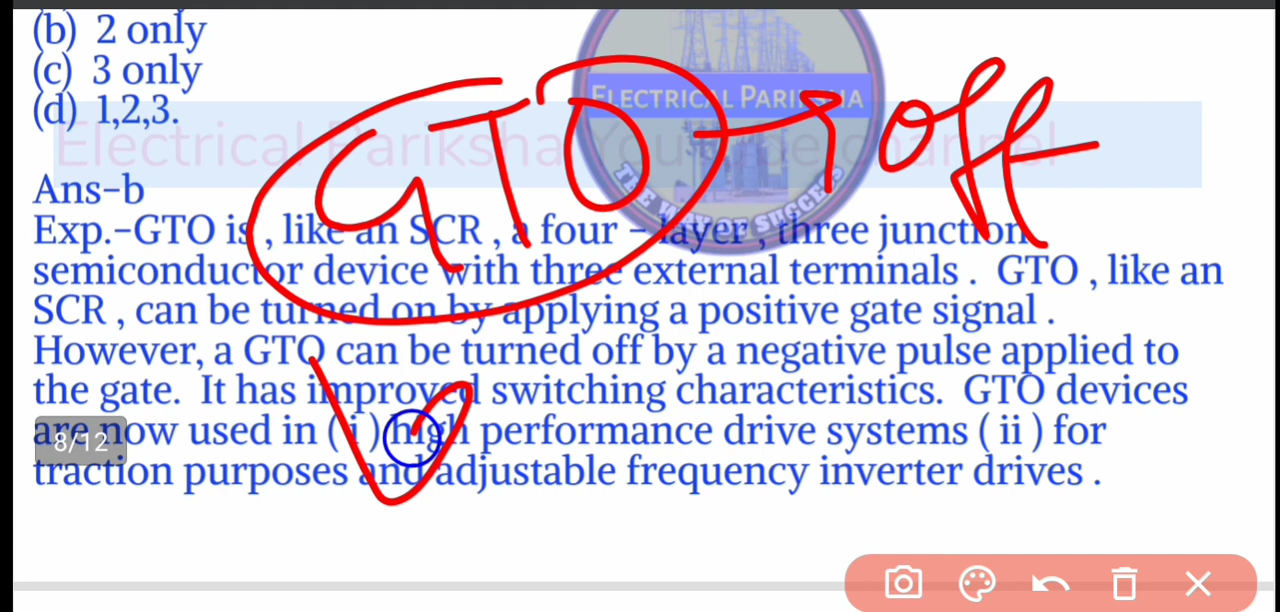 (b) 2 only
(c) 3 only
(d) 1,2,3.
ELECTRICAL PARIKSHA
Electrical Pariksha YouTube channel
GTO → off
THE WAY OF SUCCESS
Ans-b
Exp.-GTO is , like an SCR , a four - layer , three junction
semiconductor device with three external terminals . GTO , like an
SCR , can be turned on by applying a positive gate signal .
However, a GTO can be turned off by a negative pulse applied to
the gate. It has improved switching characteristics. GTO devices
are now used in ( i ) high performance drive systems ( ii ) for
8/12
traction purposes and adjustable frequency inverter drives .